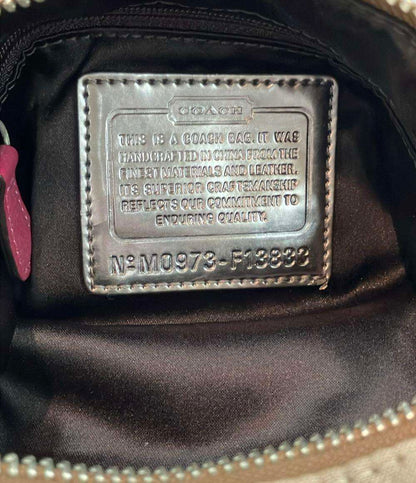 COACH
THIS IS A COACH BAG. IT WAS
HANDCRAFTED IN CHINA FROM THE
FINEST MATERIALS AND LEATHER.
ITS SUPERIOR CRAFTSMANSHIP
REFLECTS OUR COMMITMENT TO
ENDURING QUALITY.
Nº M0973-F13833